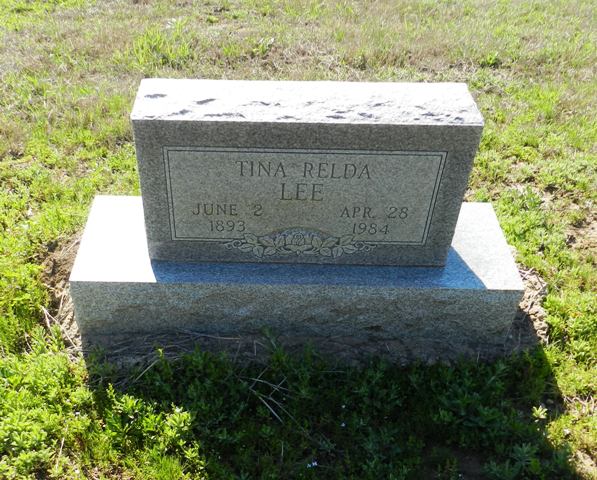 TINA RELDA
LEE
JUNE 2 APR. 28
1893 1984